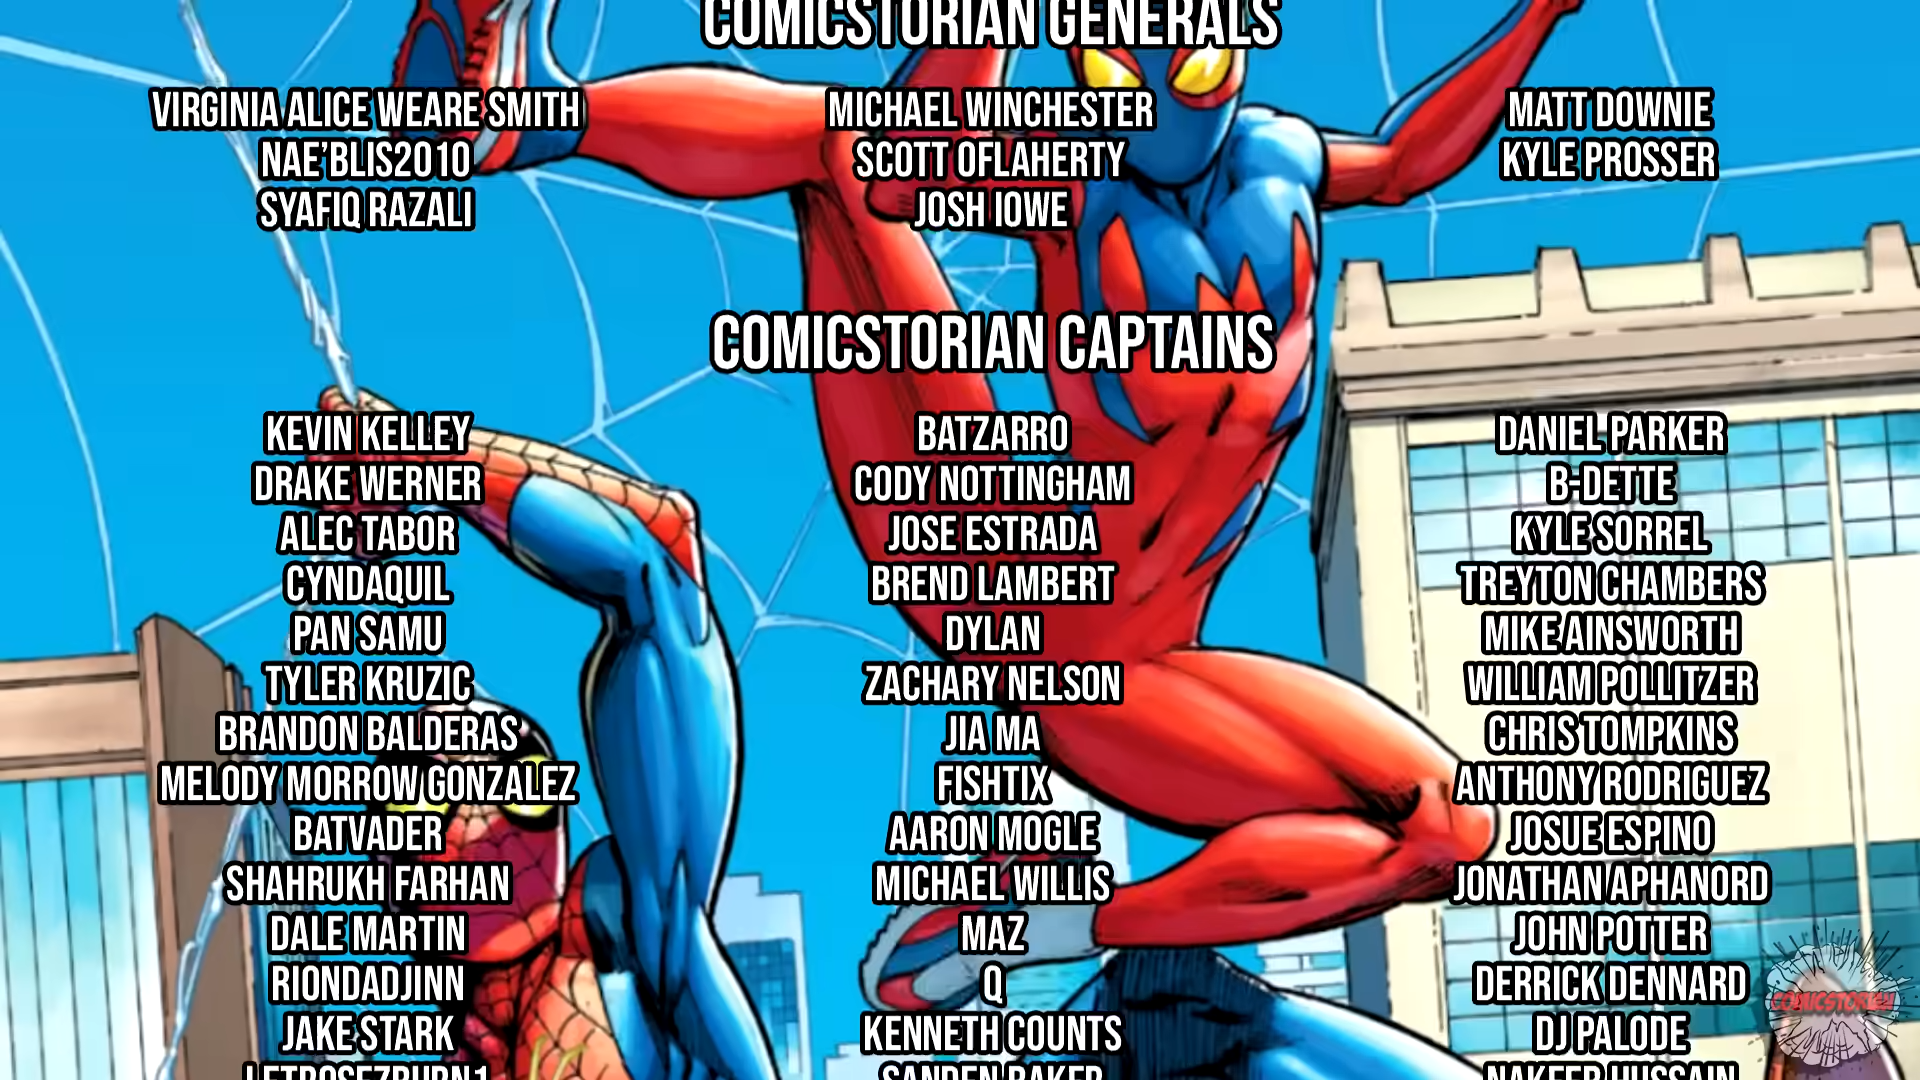 COMICSTORIAN GENERALS
VIRGINIA ALICE WEARE SMITH
MICHAEL WINCHESTER
MATT DOWNIE
NAE'BLIS2010
SCOTT OFLAHERTY
KYLE PROSSER
SYAFIQ RAZALI
JOSH IOWE
COMICSTORIAN CAPTAINS
KEVIN KELLEY
BATZARRO
DANIEL PARKER
DRAKE WERNER
CODY NOTTINGHAM
B-DETTE
ALEC TABOR
JOSE ESTRADA
KYLE SORREL
CYNDAQUIL
BREND LAMBERT
TREYTON CHAMBERS
PAN SAMU
DYLAN
MIKE AINSWORTH
TYLER KRUZIC
ZACHARY NELSON
WILLIAM POLLITZER
BRANDON BALDERAS
JIA MA
CHRIS TOMPKINS
MELODY MORROW GONZALEZ
FISHTIX
ANTHONY RODRIGUEZ
BATVADER
AARON MOGLE
JOSUE ESPINO
SHAHRUKH FARHAN
MICHAEL WILLIS
JONATHAN APHANORD
DALE MARTIN
MAZ
JOHN POTTER
RIONDADJINN
Q
DERRICK DENNARD
JAKE STARK
KENNETH COUNTS
DJ PALODE
SANDEN BAKER
HUSSAIN
COMICSTORIAN